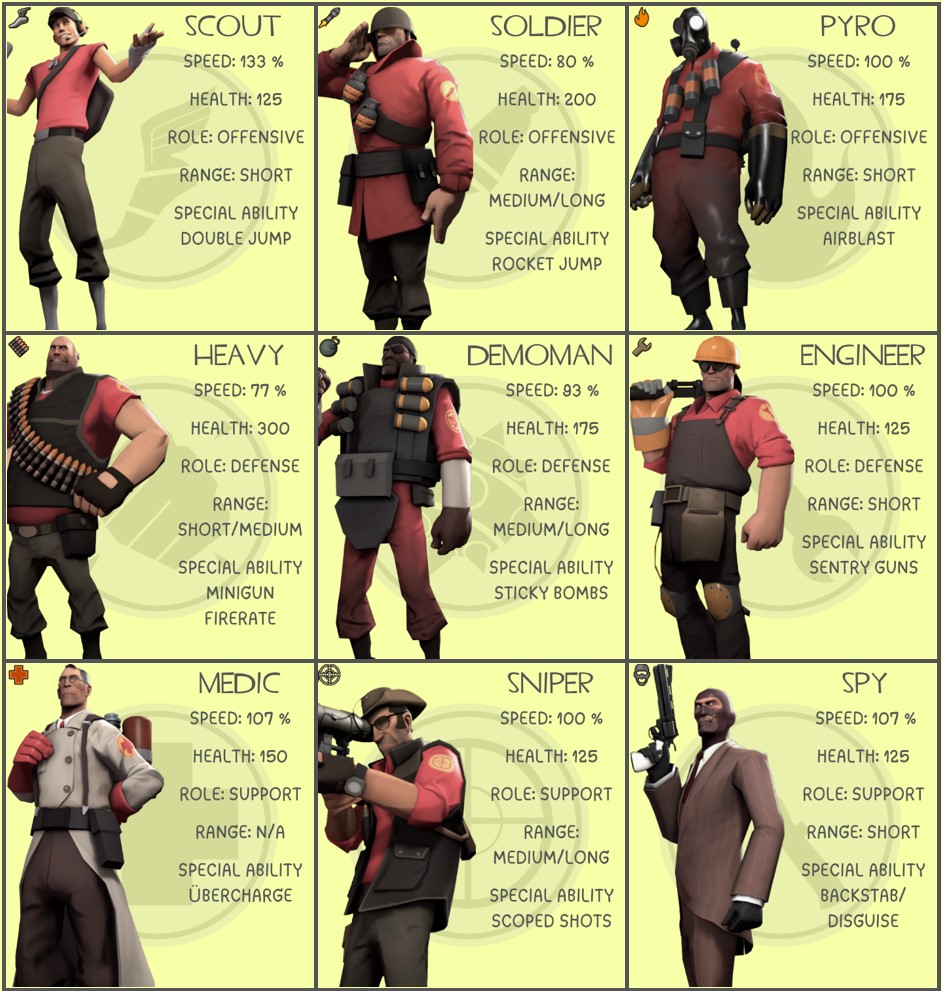 SCOUT
SPEED: 133 %
HEALTH: 125
ROLE: OFFENSIVE
RANGE: SHORT
SPECIAL ABILITY
DOUBLE JUMP
SOLDIER
SPEED: 80 %
HEALTH: 200
ROLE: OFFENSIVE
RANGE:
MEDIUM/LONG
SPECIAL ABILITY
ROCKET JUMP
PYRO
SPEED: 100 %
HEALTH: 175
ROLE: OFFENSIVE
RANGE: SHORT
SPECIAL ABILITY
AIRBLAST
HEAVY
SPEED: 77 %
HEALTH: 300
ROLE: DEFENSE
RANGE:
SHORT/MEDIUM
SPECIAL ABILITY
MINIGUN
FIRERATE
DEMOMAN
SPEED: 93 %
HEALTH: 175
ROLE: DEFENSE
RANGE:
MEDIUM/LONG
SPECIAL ABILITY
STICKY BOMBS
ENGINEER
SPEED: 100 %
HEALTH: 125
ROLE: DEFENSE
RANGE: SHORT
SPECIAL ABILITY
SENTRY GUNS
MEDIC
SPEED: 107 %
HEALTH: 150
ROLE: SUPPORT
RANGE: N/A
SPECIAL ABILITY
ÜBERCHARGE
SNIPER
SPEED: 100 %
HEALTH: 125
ROLE: SUPPORT
RANGE:
MEDIUM/LONG
SPECIAL ABILITY
SCOPED SHOTS
SPY
SPEED: 107 %
HEALTH: 125
ROLE: SUPPORT
RANGE: SHORT
SPECIAL ABILITY
BACKSTAB/
DISGUISE